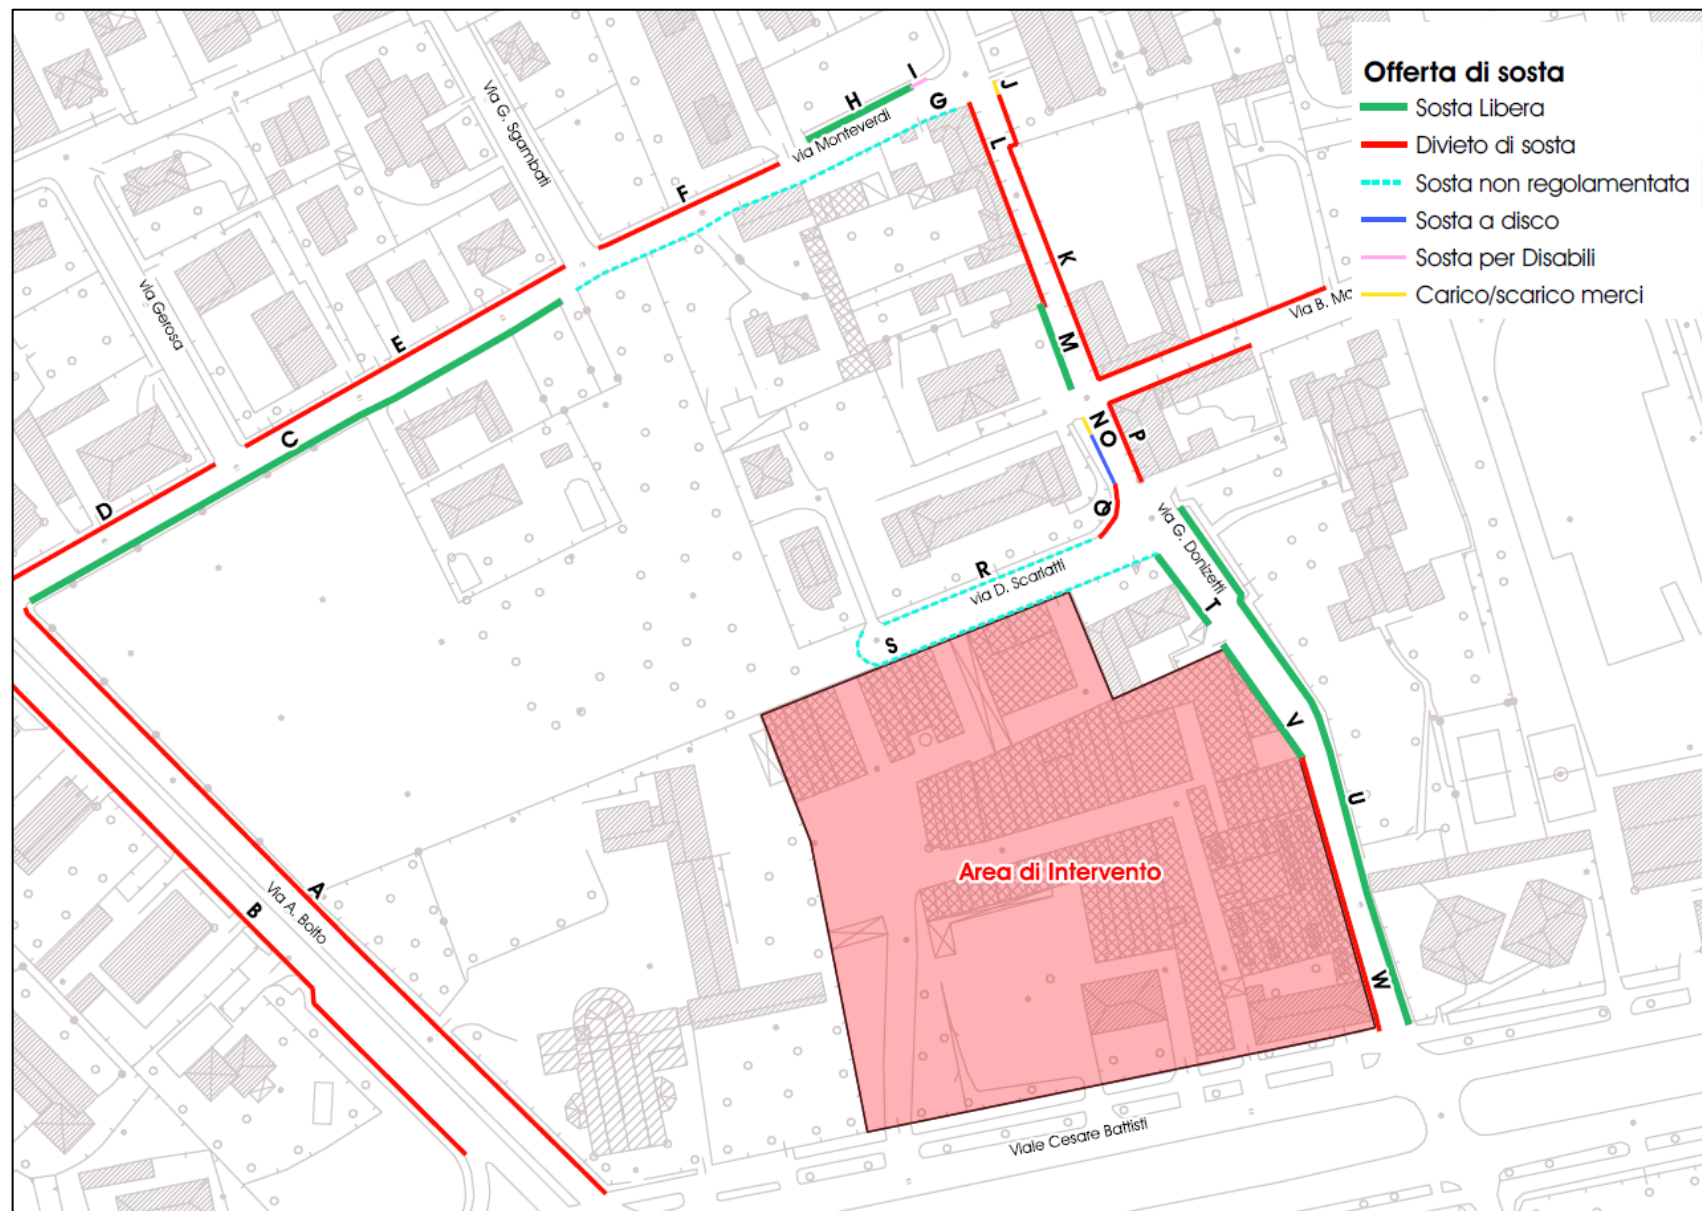 Offerta di sosta
Sosta Libera
Divieto di sosta
Sosta non regolamentata
Sosta a disco
Sosta per Disabili
Carico/scarico merci
I
J
H
G
via Monteverdi
L
Via G. Sgambati
F
K
via Gerosa
Via B. Mo
E
M
C
N
O
P
D
Q
via G. Donizetti
R
via D. Scarlatti
T
S
V
U
Area di Intervento
A
B
Via A. Boito
W
Viale Cesare Battisti